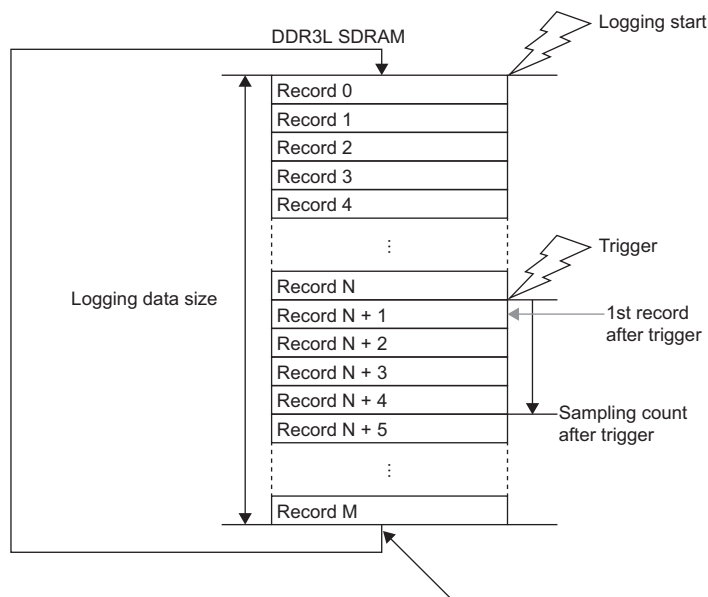 Logging start
DDR3L SDRAM
Record 0
Record 1
Record 2
Record 3
Record 4
⋮
Trigger
Record N
Logging data size
Record N + 1
1st record
after trigger
Record N + 2
Record N + 3
Record N + 4
Sampling count
after trigger
Record N + 5
⋮
Record M